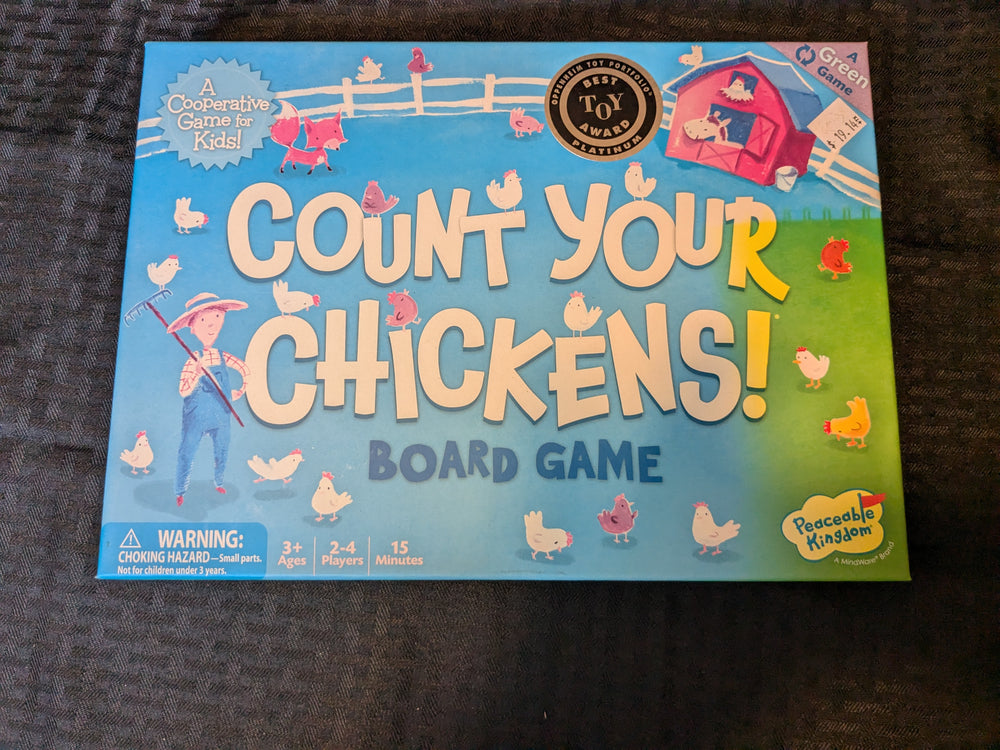 A
Cooperative
Game for
Kids!
OPPENHEIM TOY PORTFOLIO
BEST
TOY
AWARD
PLATINUM
A
Green
Game
COUNT YOUR
CHICKENS!
BOARD GAME
WARNING:
CHOKING HAZARD—Small parts.
Not for children under 3 years.
3+
Ages
2-4
Players
15
Minutes
Peaceable
Kingdom
A MindWare® Brand